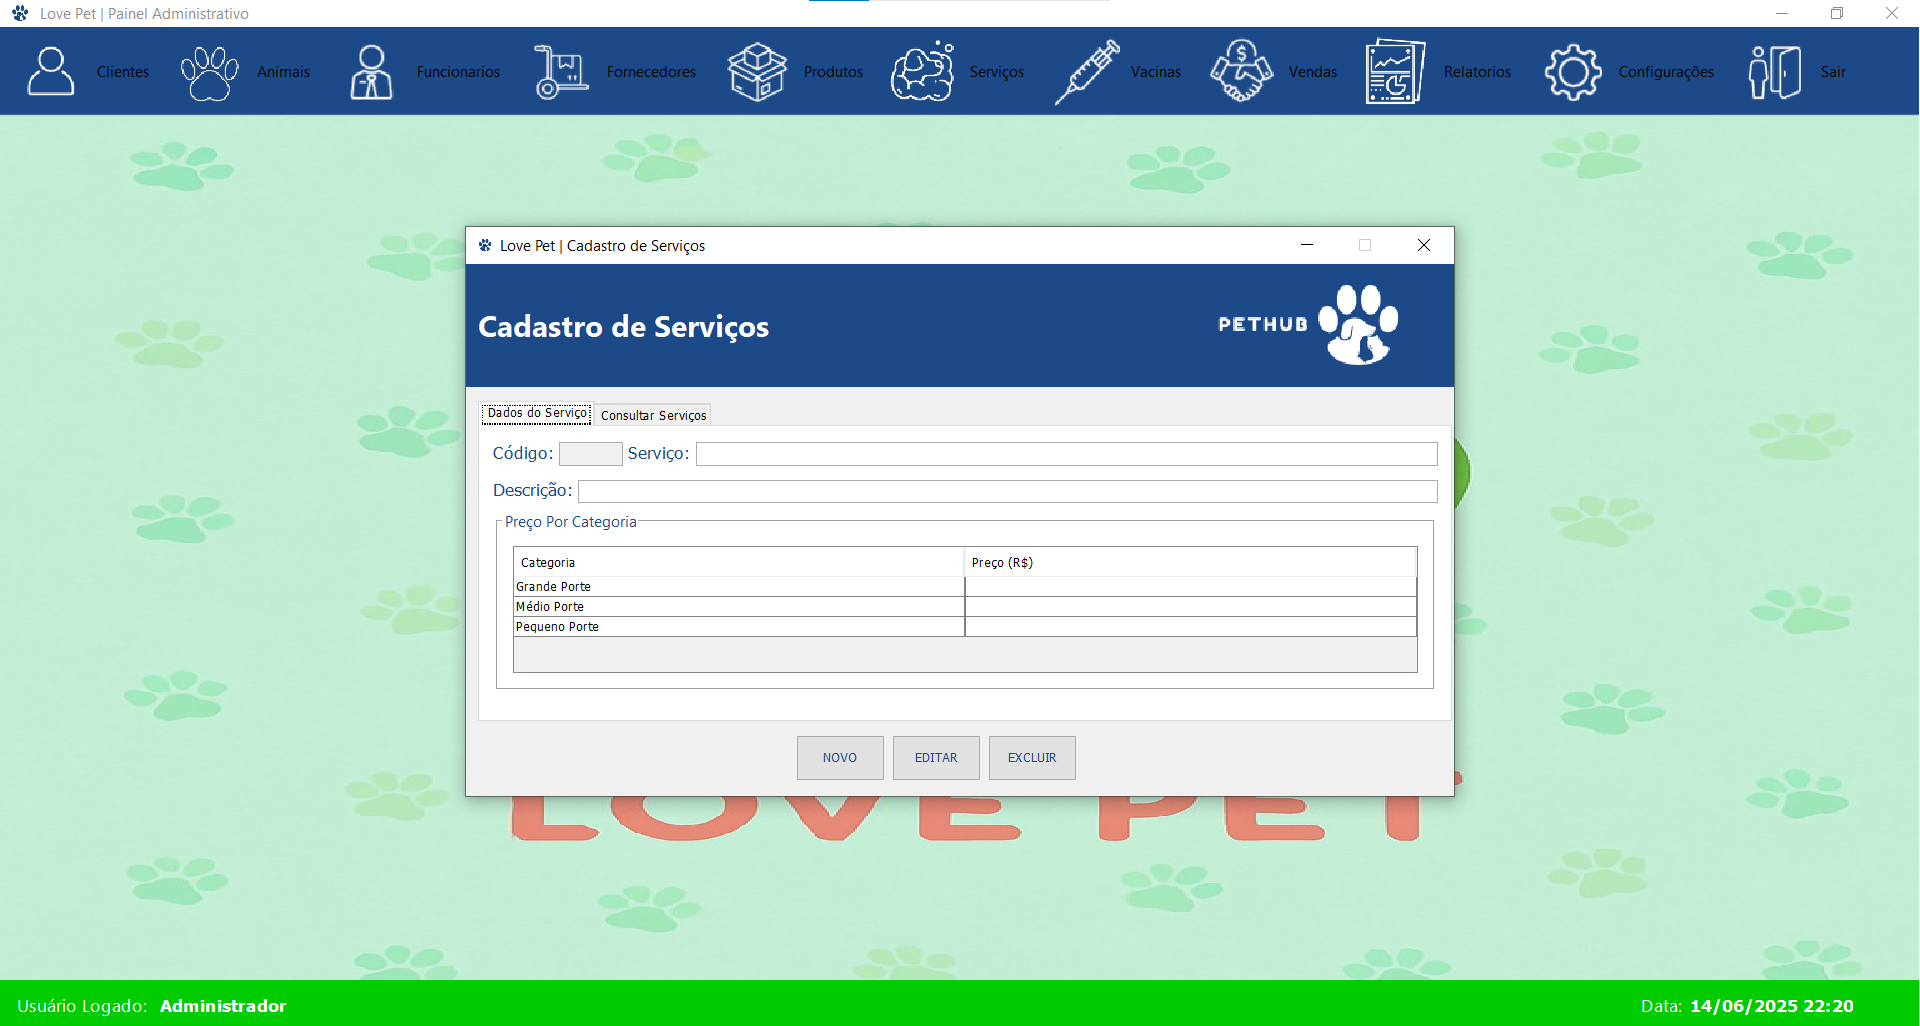 Love Pet | Painel Administrativo
Clientes
Animais
Funcionarios
Fornecedores
Produtos
Serviços
Vacinas
Vendas
Relatorios
Configurações
Sair
Love Pet | Cadastro de Serviços
Cadastro de Serviços
PETHUB
Dados do Serviço
Consultar Serviços
Código:
Serviço:
Descrição:
Preço Por Categoria
Categoria
Preço (R$)
Grande Porte
Médio Porte
Pequeno Porte
NOVO
EDITAR
EXCLUIR
LOVE PET
Usuário Logado: Administrador
Data: 14/06/2025 22:20